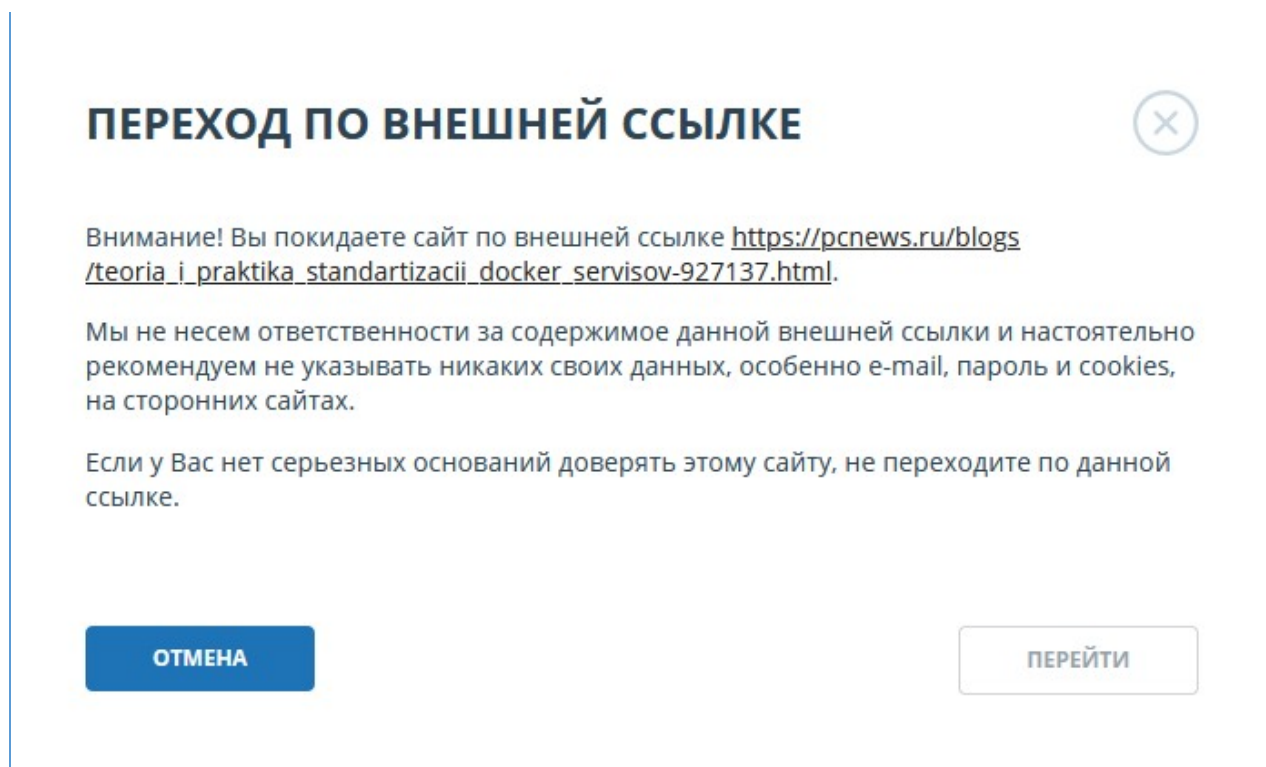 ПЕРЕХОД ПО ВНЕШНЕЙ ССЫЛКЕ
Внимание! Вы покидаете сайт по внешней ссылке https://pcnews.ru/blogs
/teoria_i_praktika_standartizacii_docker_servisov-927137.html.
Мы не несем ответственности за содержимое данной внешней ссылки и настоятельно
рекомендуем не указывать никаких своих данных, особенно e-mail, пароль и cookies,
на сторонних сайтах.
Если у Вас нет серьезных оснований доверять этому сайту, не переходите по данной
ссылке.
ОТМЕНА
ПЕРЕЙТИ